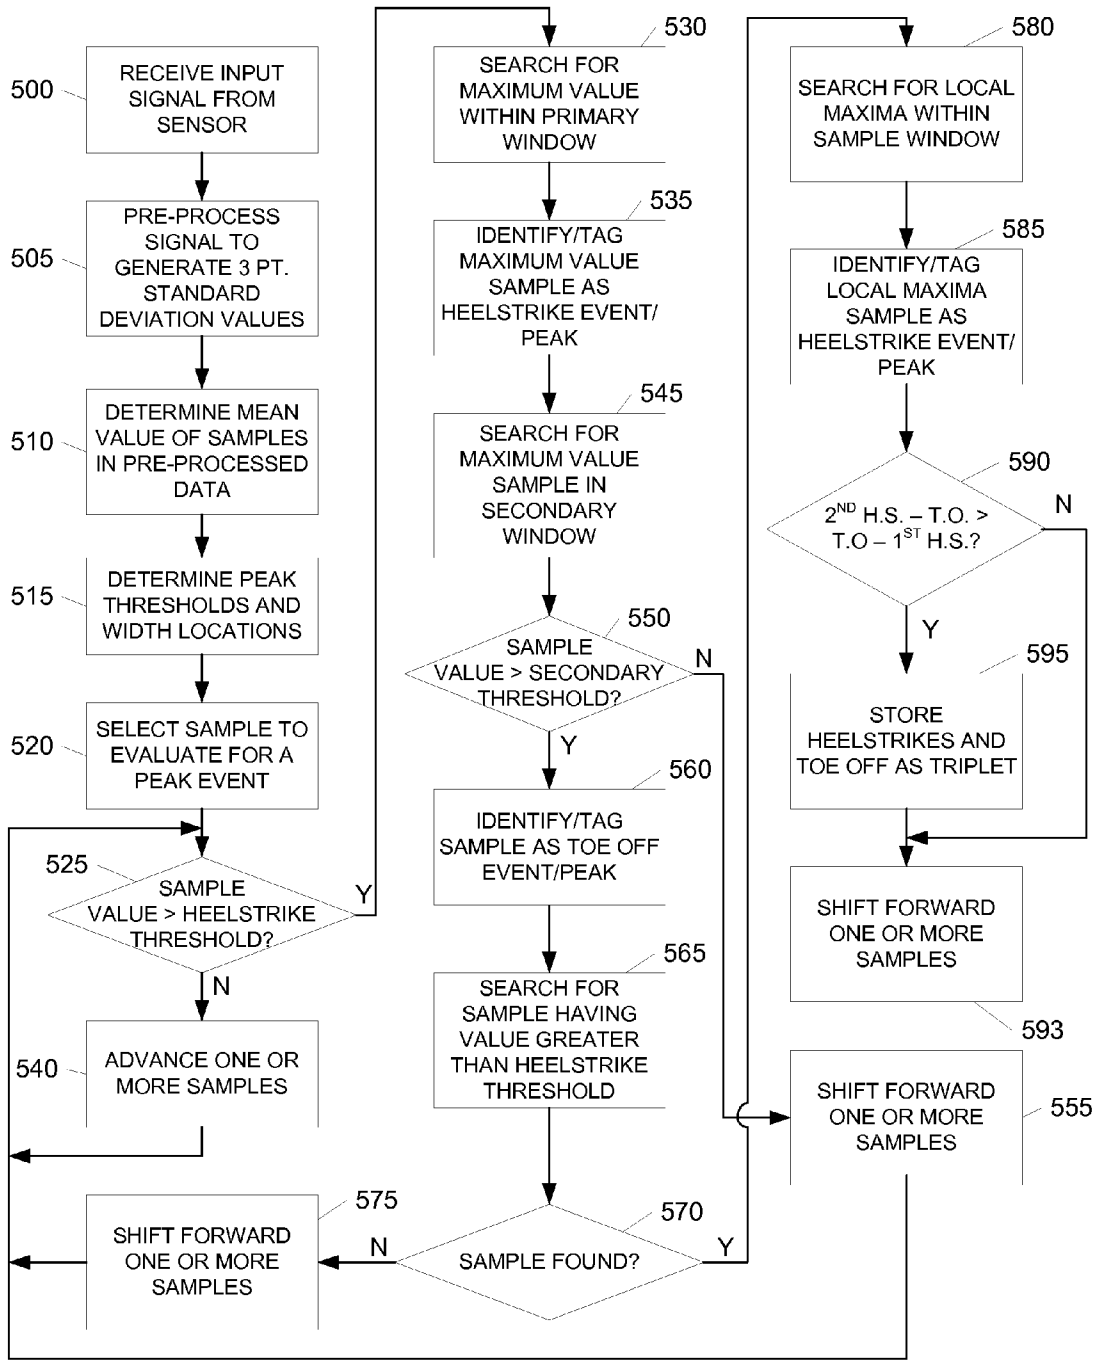 500
RECEIVE INPUT
SIGNAL FROM
SENSOR
505
PRE-PROCESS
SIGNAL TO
GENERATE 3 PT.
STANDARD
DEVIATION VALUES
510
DETERMINE MEAN
VALUE OF SAMPLES
IN PRE-PROCESSED
DATA
515
DETERMINE PEAK
THRESHOLDS AND
WIDTH LOCATIONS
520
SELECT SAMPLE TO
EVALUATE FOR A
PEAK EVENT
525
SAMPLE
VALUE > HEELSTRIKE
THRESHOLD?
Y
N
540
ADVANCE ONE OR
MORE SAMPLES
530
SEARCH FOR
MAXIMUM VALUE
WITHIN PRIMARY
WINDOW
535
IDENTIFY/TAG
MAXIMUM VALUE
SAMPLE AS
HEELSTRIKE EVENT/
PEAK
545
SEARCH FOR
MAXIMUM VALUE
SAMPLE IN
SECONDARY
WINDOW
550
SAMPLE
VALUE > SECONDARY
THRESHOLD?
N
Y
560
IDENTIFY/TAG
SAMPLE AS TOE OFF
EVENT/PEAK
565
SEARCH FOR
SAMPLE HAVING
VALUE GREATER
THAN HEELSTRIKE
THRESHOLD
570
SAMPLE FOUND?
N
Y
575
SHIFT FORWARD
ONE OR MORE
SAMPLES
580
SEARCH FOR LOCAL
MAXIMA WITHIN
SAMPLE WINDOW
585
IDENTIFY/TAG
LOCAL MAXIMA
SAMPLE AS
HEELSTRIKE EVENT/
PEAK
590
2ND H.S. – T.O. >
T.O – 1ST H.S.?
N
Y
595
STORE
HEELSTRIKES AND
TOE OFF AS TRIPLET
SHIFT FORWARD
ONE OR MORE
SAMPLES
593
SHIFT FORWARD
ONE OR MORE
SAMPLES
555